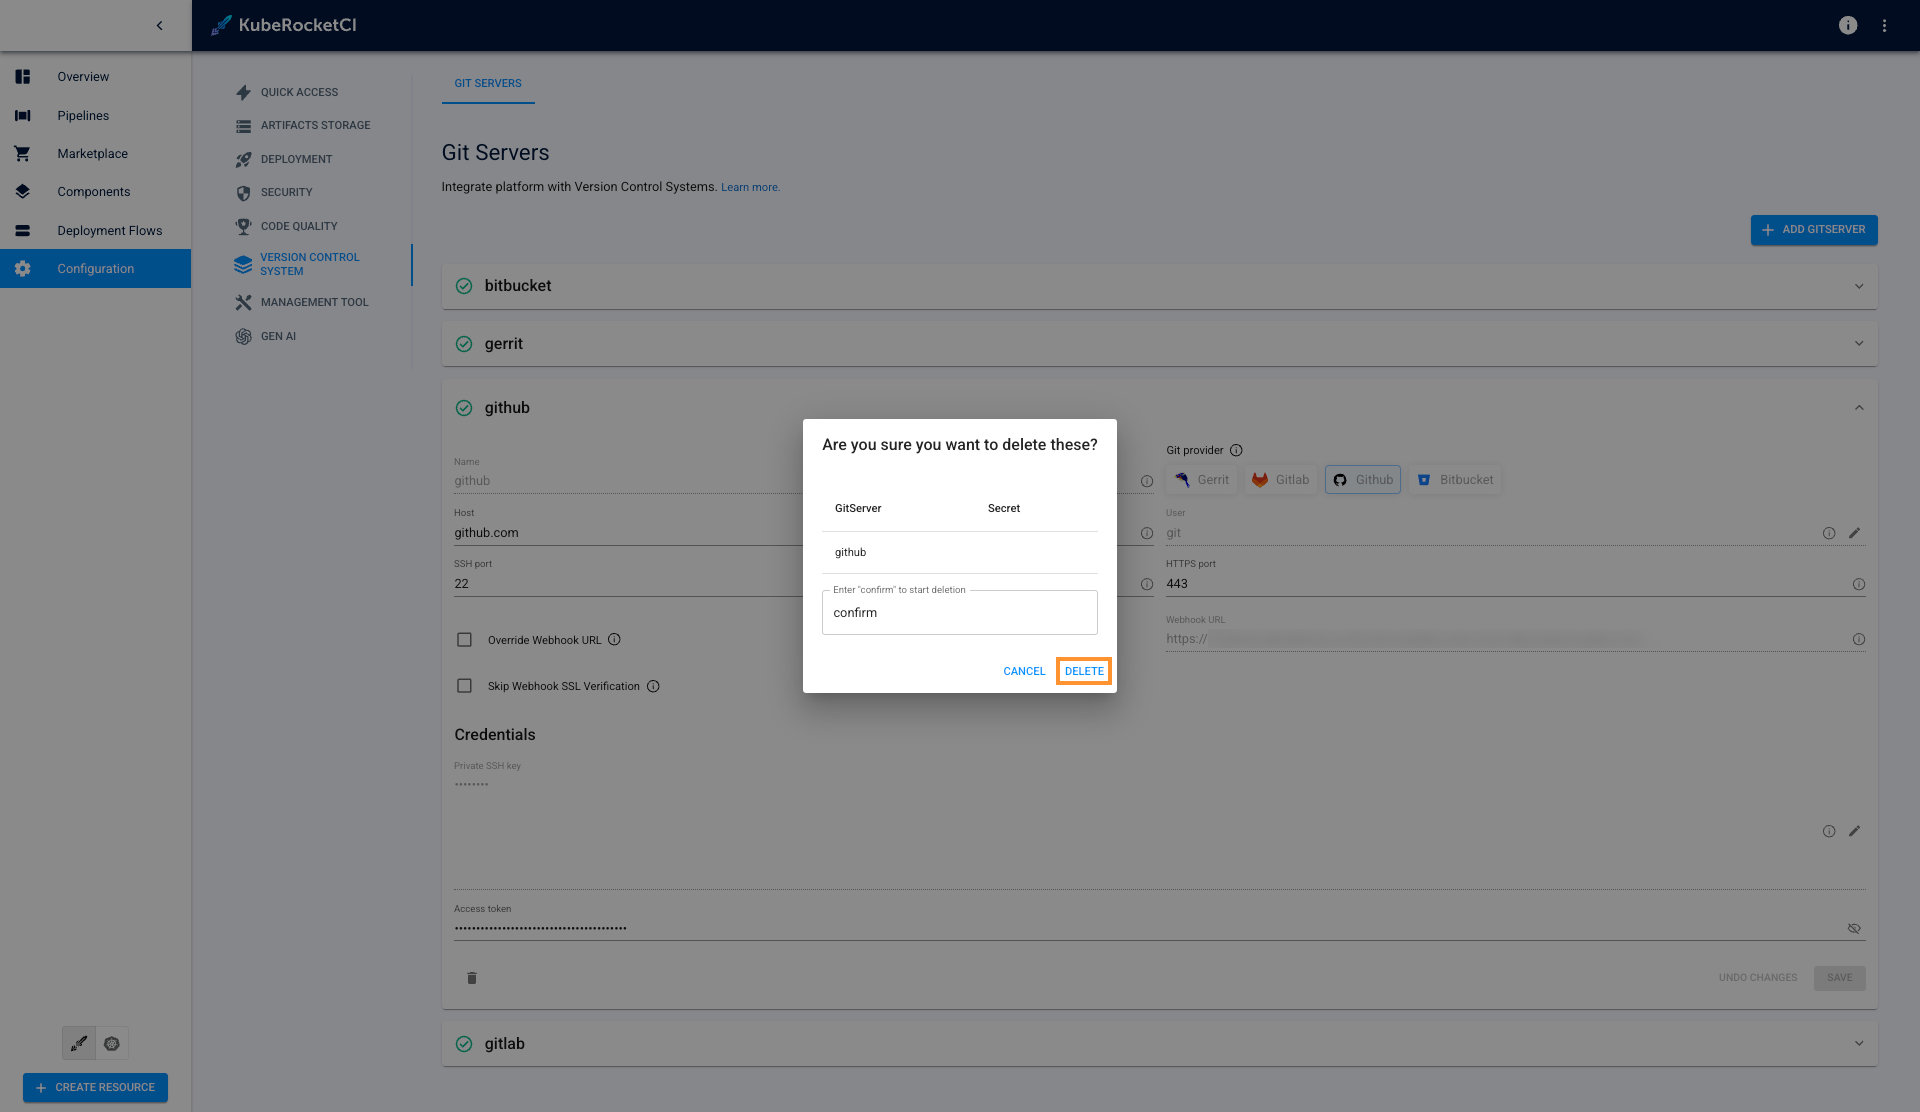 KubeRocketCI
Overview
Pipelines
Marketplace
Components
Deployment Flows
Configuration
CREATE RESOURCE
QUICK ACCESS
ARTIFACTS STORAGE
DEPLOYMENT
SECURITY
CODE QUALITY
VERSION CONTROL
SYSTEM
MANAGEMENT TOOL
GEN AI
GIT SERVERS
Git Servers
Integrate platform with Version Control Systems. Learn more.
ADD GITSERVER
bitbucket
gerrit
github
Name
github
Git provider
Gerrit
Gitlab
Github
Bitbucket
Host
github.com
User
git
SSH port
22
HTTPS port
443
Override Webhook URL
Webhook URL
https://
Skip Webhook SSL Verification
Credentials
Private SSH key
••••••••
Access token
••••••••••••••••••••••••••••••••••••••••
UNDO CHANGES
SAVE
gitlab
Are you sure you want to delete these?
GitServer Secret
github
Enter "confirm" to start deletion
confirm
CANCEL
DELETE